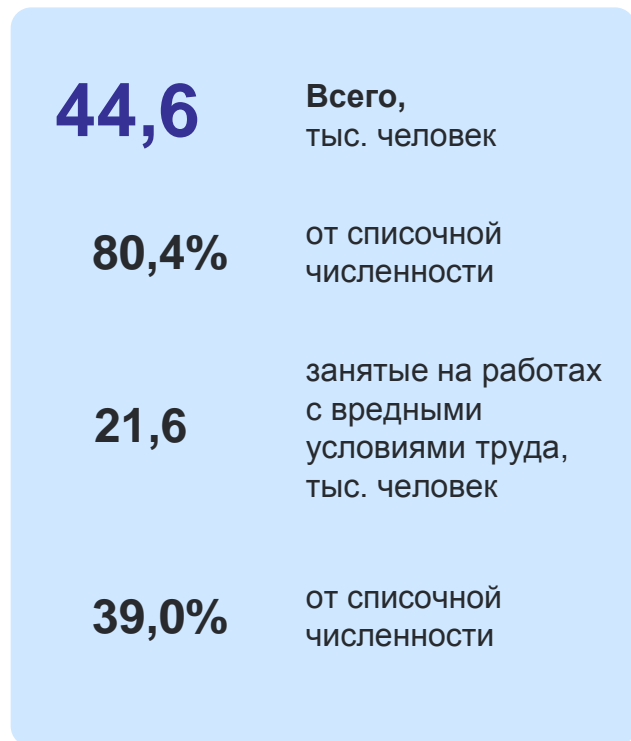 44,6
Всего,
тыс. человек
80,4%
от списочной
численности
21,6
занятые на работах
с вредными
условиями труда,
тыс. человек
39,0%
от списочной
численности